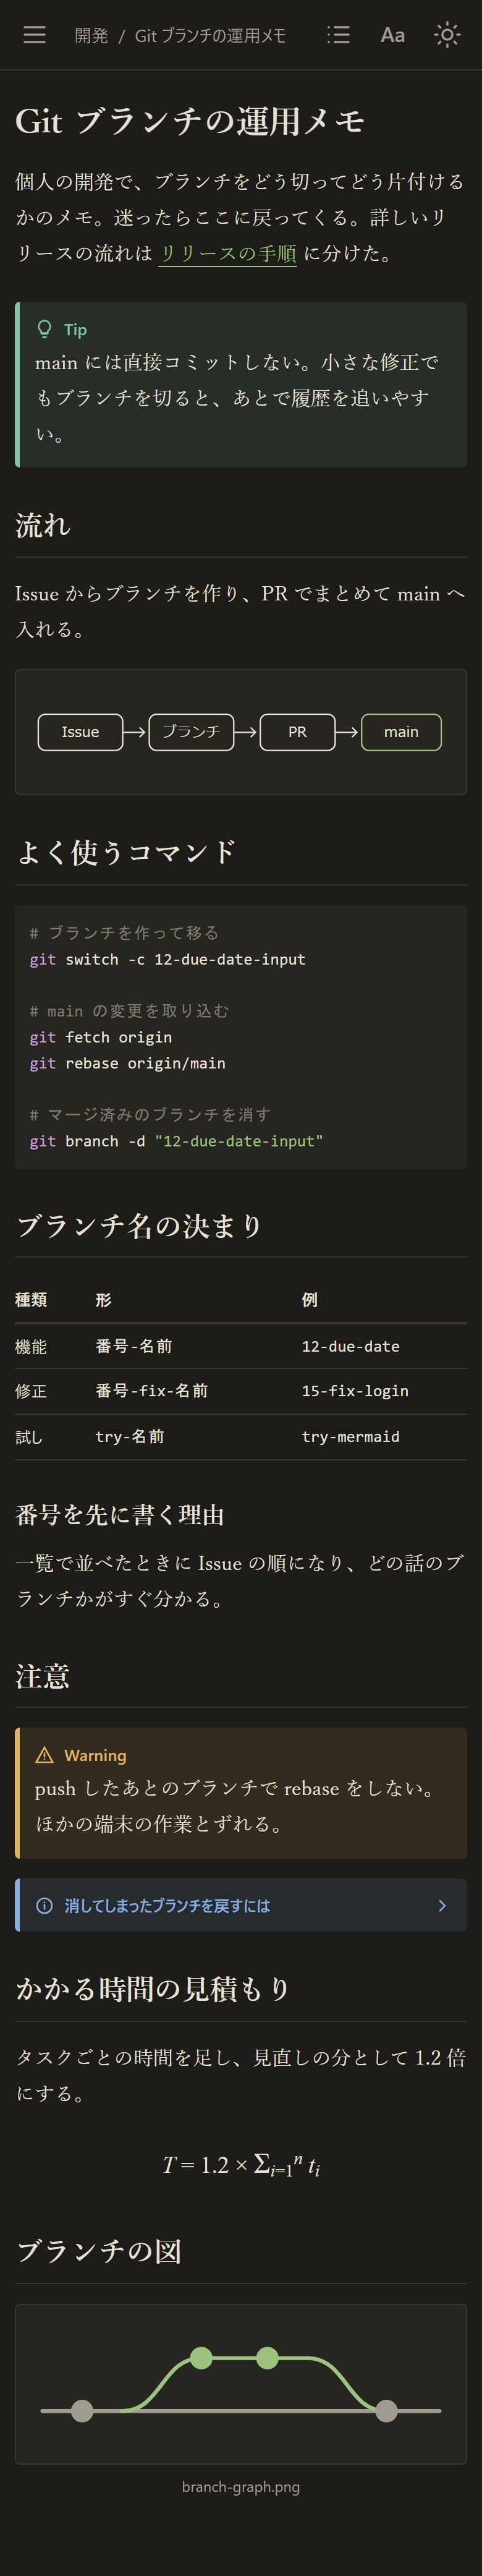 開発 / Git ブランチの運用メモ Aa
Git ブランチの運用メモ
個人の開発で、ブランチをどう切ってどう片付ける
かのメモ。迷ったらここに戻ってくる。詳しいリ
リースの流れは リリースの手順 に分けた。
Tip
main には直接コミットしない。小さな修正で
もブランチを切ると、あとで履歴を追いやす
い。
流れ
Issue からブランチを作り、PR でまとめて main へ
入れる。
Issue ブランチ PR main
よく使うコマンド
# ブランチを作って移る
git switch -c 12-due-date-input
# main の変更を取り込む
git fetch origin
git rebase origin/main
# マージ済みのブランチを消す
git branch -d "12-due-date-input"
ブランチ名の決まり
種類 形 例
機能 番号-名前 12-due-date
修正 番号-fix-名前 15-fix-login
試し try-名前 try-mermaid
番号を先に書く理由
一覧で並べたときに Issue の順になり、どの話のブ
ランチかがすぐ分かる。
注意
Warning
push したあとのブランチで rebase をしない。
ほかの端末の作業とずれる。
消してしまったブランチを戻すには
かかる時間の見積もり
タスクごとの時間を足し、見直しの分として 1.2 倍
にする。
T = 1.2 × Σi=1n ti
ブランチの図
branch-graph.png